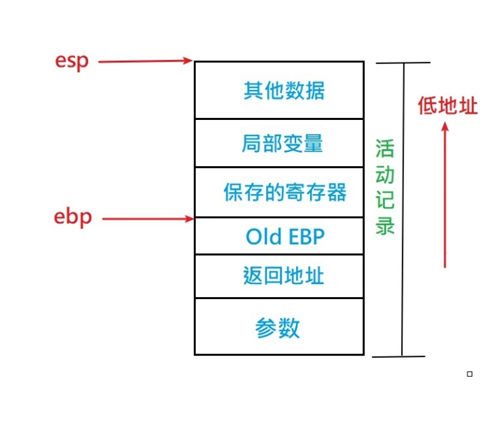 esp
其他数据
低地址
局部变量
活动记录
保存的寄存器
ebp
Old EBP
返回地址
参数